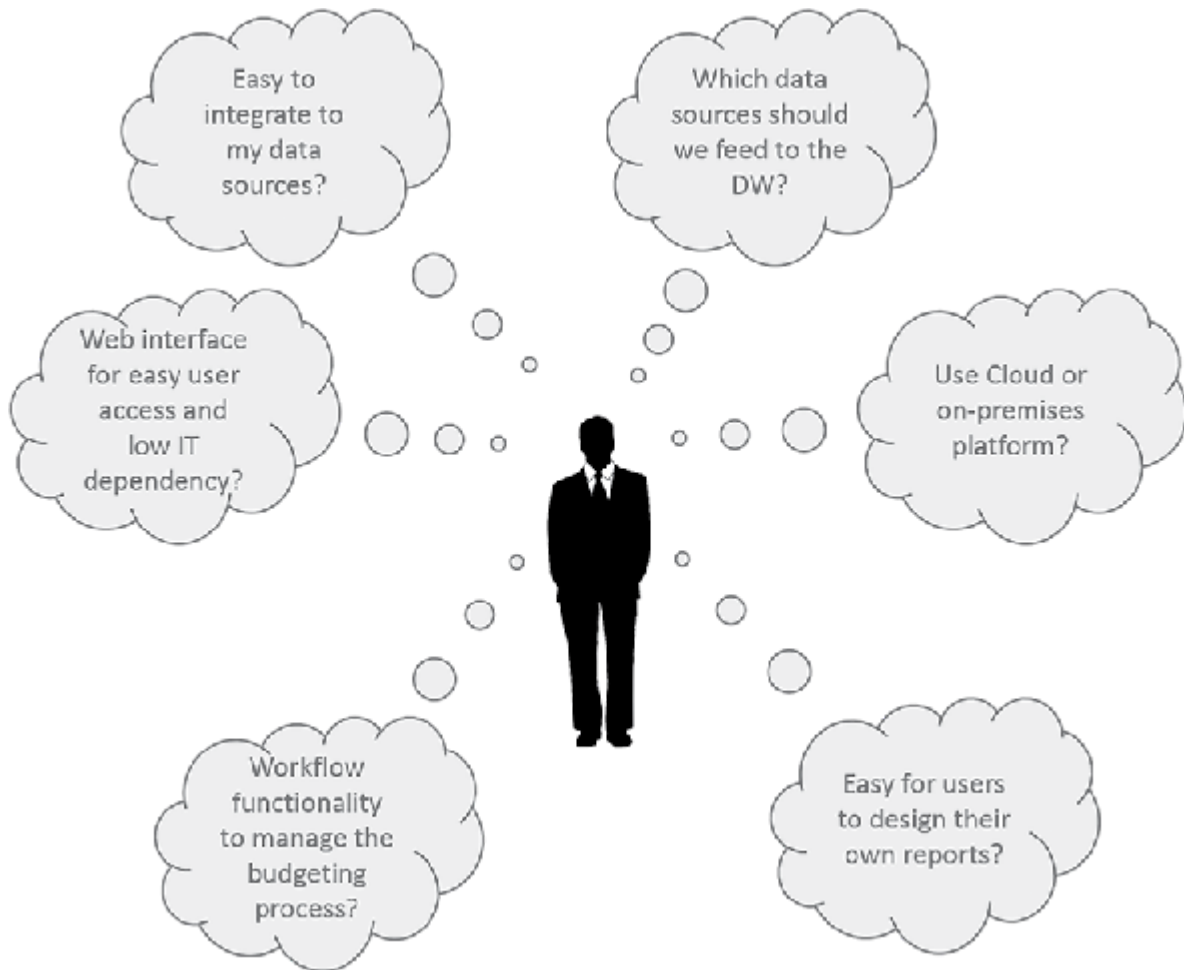 Easy to
integrate to
my data
sources?
Which data
sources should
we feed to the
DW?
Web interface
for easy user
access and
low IT
dependency?
Use Cloud or
on-premises
platform?
Workflow
functionality
to manage the
budgeting
process?
Easy for users
to design their
own reports?